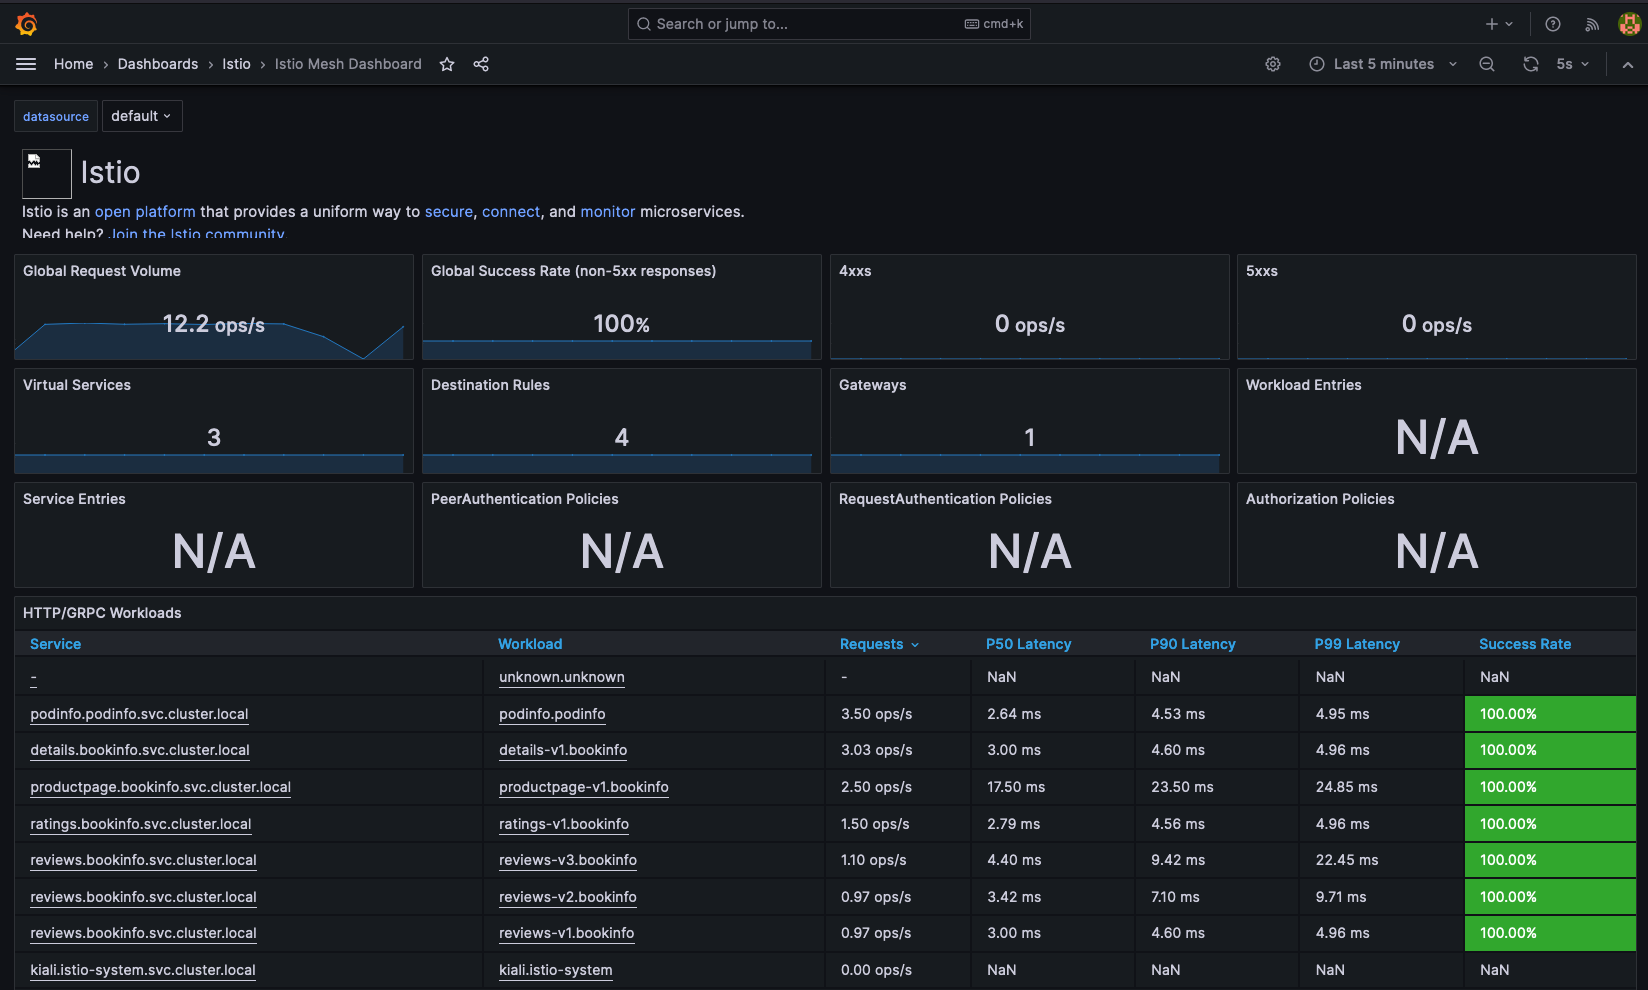 Search or jump to... cmd+k
Home › Dashboards › Istio › Istio Mesh Dashboard Last 5 minutes 5s
datasource default
Istio
Istio is an open platform that provides a uniform way to secure, connect, and monitor microservices.
Need help? Join the Istio community.
Global Request Volume Global Success Rate (non-5xx responses) 4xxs 5xxs
12.2 ops/s 100% 0 ops/s 0 ops/s
Virtual Services Destination Rules Gateways Workload Entries
3 4 1 N/A
Service Entries PeerAuthentication Policies RequestAuthentication Policies Authorization Policies
N/A N/A N/A N/A
HTTP/GRPC Workloads
Service Workload Requests P50 Latency P90 Latency P99 Latency Success Rate
- unknown.unknown - NaN NaN NaN NaN
podinfo.podinfo.svc.cluster.local podinfo.podinfo 3.50 ops/s 2.64 ms 4.53 ms 4.95 ms 100.00%
details.bookinfo.svc.cluster.local details-v1.bookinfo 3.03 ops/s 3.00 ms 4.60 ms 4.96 ms 100.00%
productpage.bookinfo.svc.cluster.local productpage-v1.bookinfo 2.50 ops/s 17.50 ms 23.50 ms 24.85 ms 100.00%
ratings.bookinfo.svc.cluster.local ratings-v1.bookinfo 1.50 ops/s 2.79 ms 4.56 ms 4.96 ms 100.00%
reviews.bookinfo.svc.cluster.local reviews-v3.bookinfo 1.10 ops/s 4.40 ms 9.42 ms 22.45 ms 100.00%
reviews.bookinfo.svc.cluster.local reviews-v2.bookinfo 0.97 ops/s 3.42 ms 7.10 ms 9.71 ms 100.00%
reviews.bookinfo.svc.cluster.local reviews-v1.bookinfo 0.97 ops/s 3.00 ms 4.60 ms 4.96 ms 100.00%
kiali.istio-system.svc.cluster.local kiali.istio-system 0.00 ops/s NaN NaN NaN NaN